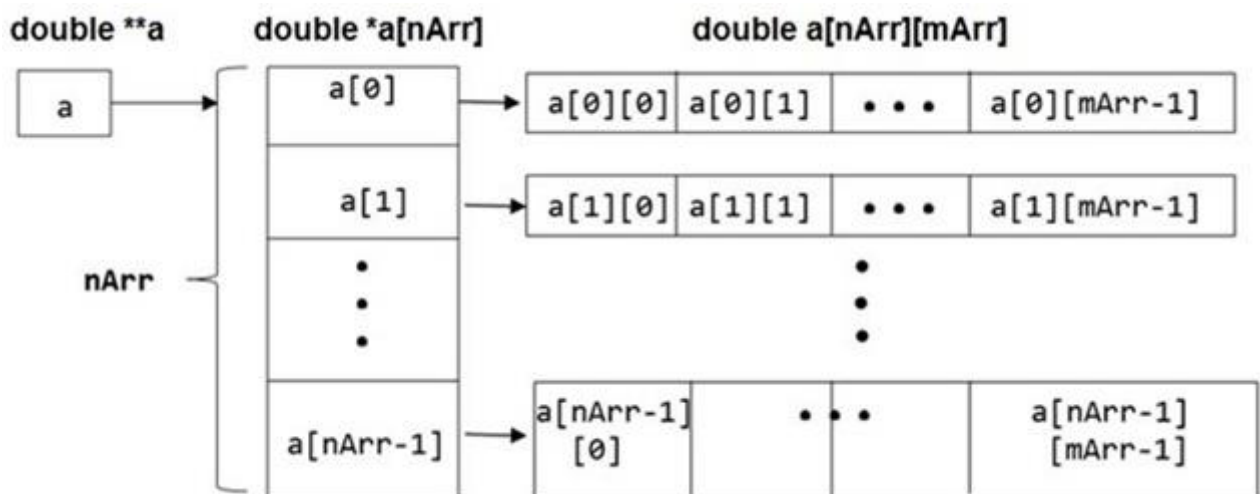 double **a double *a[nArr] double a[nArr][mArr]
a a[0] a[0][0] a[0][1] • • • a[0][mArr-1]
a[1] a[1][0] a[1][1] • • • a[1][mArr-1]
nArr
a[nArr-1] a[nArr-1] • • • a[nArr-1]
[0] [mArr-1]